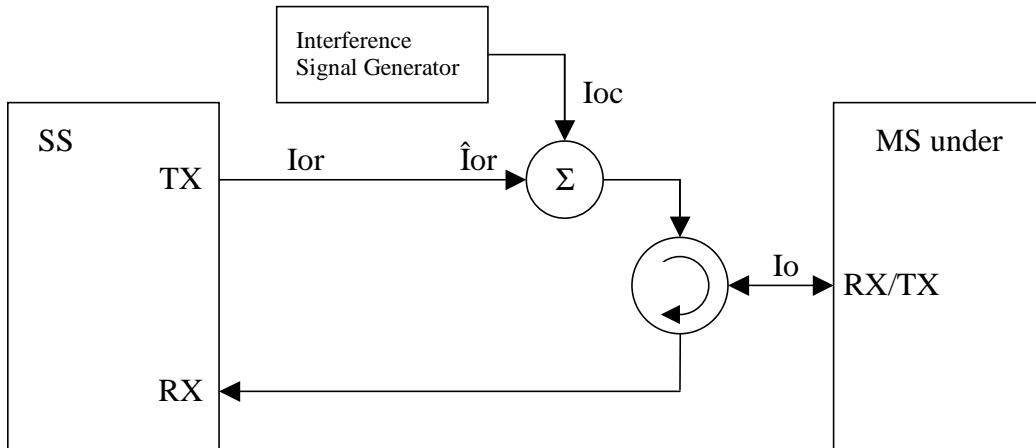 Interference
Signal Generator
Ioc
SS
MS under
TX
Ior
Îor
Σ
Io
RX/TX
RX